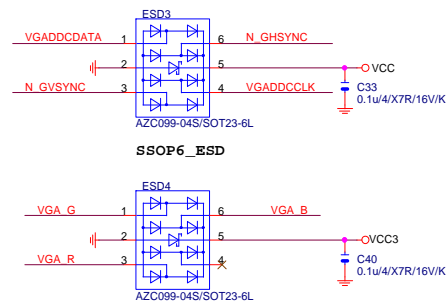 ESD3
VGADDCDATA 1 6 N_GHSYNC
2 5 VCC
N_GVSYNC 3 4 VGADDCCLK
C33
0.1u/4/X7R/16V/K
AZC099-04S/SOT23-6L
SSOP6_ESD
ESD4
VGA_G 1 6 VGA_B
2 5 VCC3
VGA_R 3 4
C40
0.1u/4/X7R/16V/K
AZC099-04S/SOT23-6L